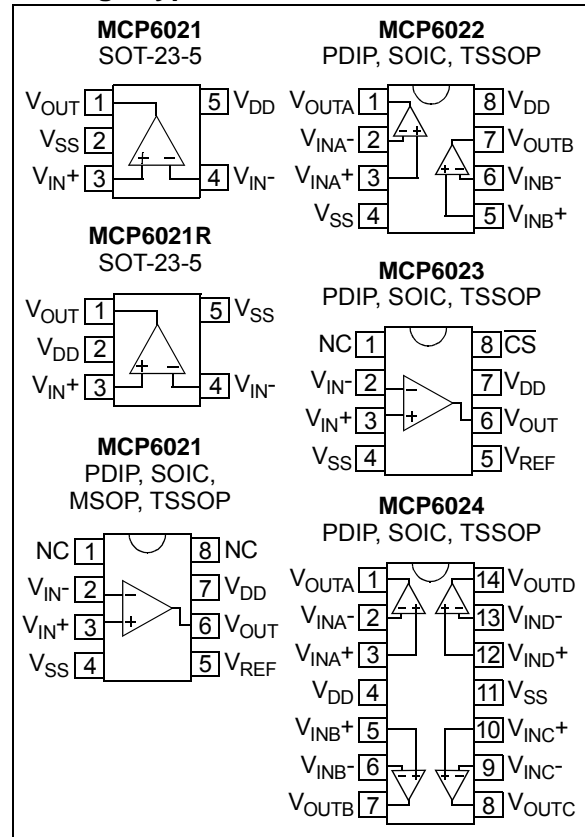 MCP6021
SOT-23-5
VOUT 1
5 VDD
VSS 2
VIN+ 3
4 VIN-
MCP6021R
SOT-23-5
VOUT 1
5 VSS
VDD 2
VIN+ 3
4 VIN-
MCP6021
PDIP, SOIC,
MSOP, TSSOP
NC 1
8 NC
VIN- 2
7 VDD
VIN+ 3
6 VOUT
VSS 4
5 VREF
MCP6022
PDIP, SOIC, TSSOP
VOUTA 1
8 VDD
VINA- 2
7 VOUTB
VINA+ 3
6 VINB-
VSS 4
5 VINB+
MCP6023
PDIP, SOIC, TSSOP
NC 1
8 C̅S̅
VIN- 2
7 VDD
VIN+ 3
6 VOUT
VSS 4
5 VREF
MCP6024
PDIP, SOIC, TSSOP
VOUTA 1
14 VOUTD
VINA- 2
13 VIND-
VINA+ 3
12 VIND+
VDD 4
11 VSS
VINB+ 5
10 VINC+
VINB- 6
9 VINC-
VOUTB 7
8 VOUTC